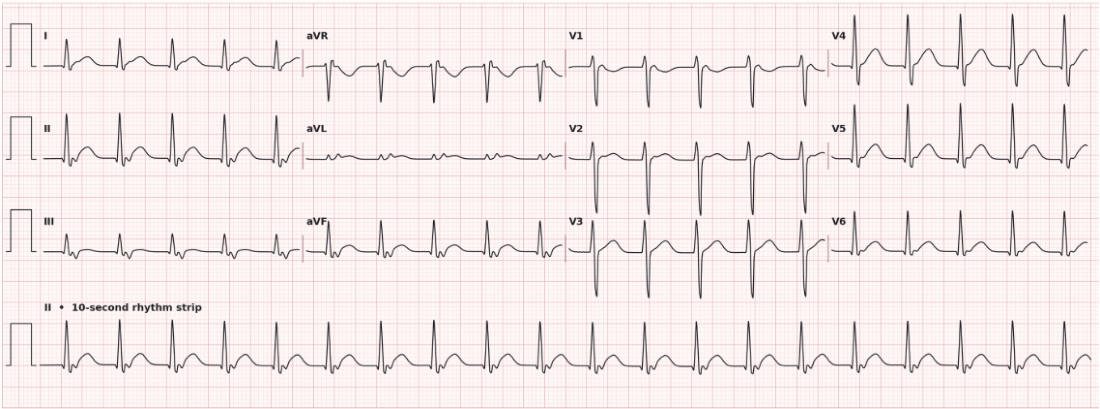 I aVR V1 V4
II aVL V2 V5
III aVF V3 V6
II • 10-second rhythm strip